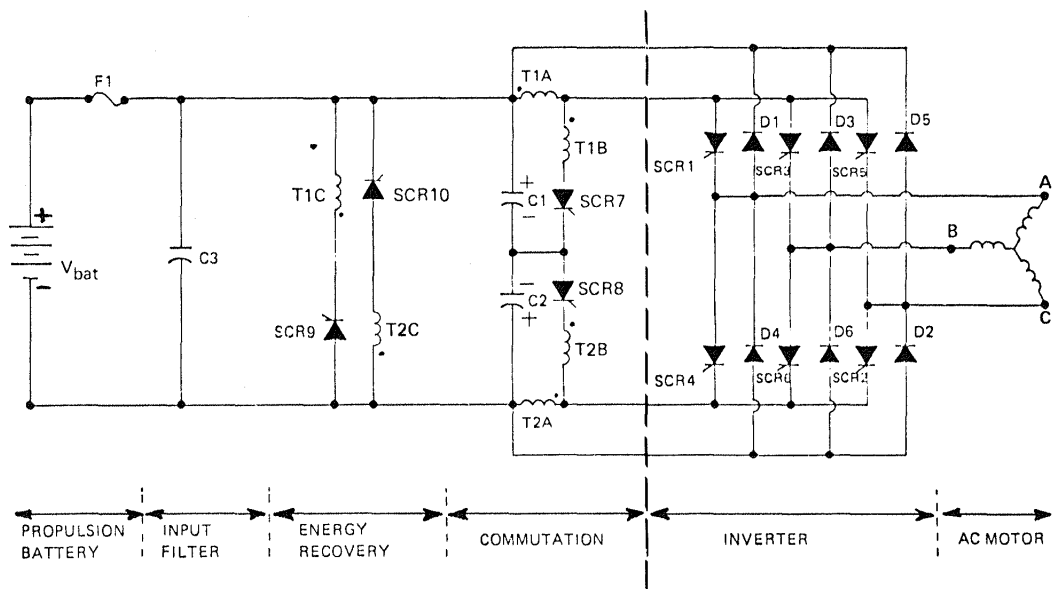 F1
T1A
D1
D3
D5
SCR1
SCR3
SCR5
T1B
T1C
SCR10
+
C1
−
SCR7
A
B
+
V bat
−
C3
−
C2
+
SCR8
SCR9
T2C
T2B
C
D4
D6
D2
SCR4
SCR6
SCR2
T2A
PROPULSION
BATTERY
INPUT
FILTER
ENERGY
RECOVERY
COMMUTATION
INVERTER
AC MOTOR